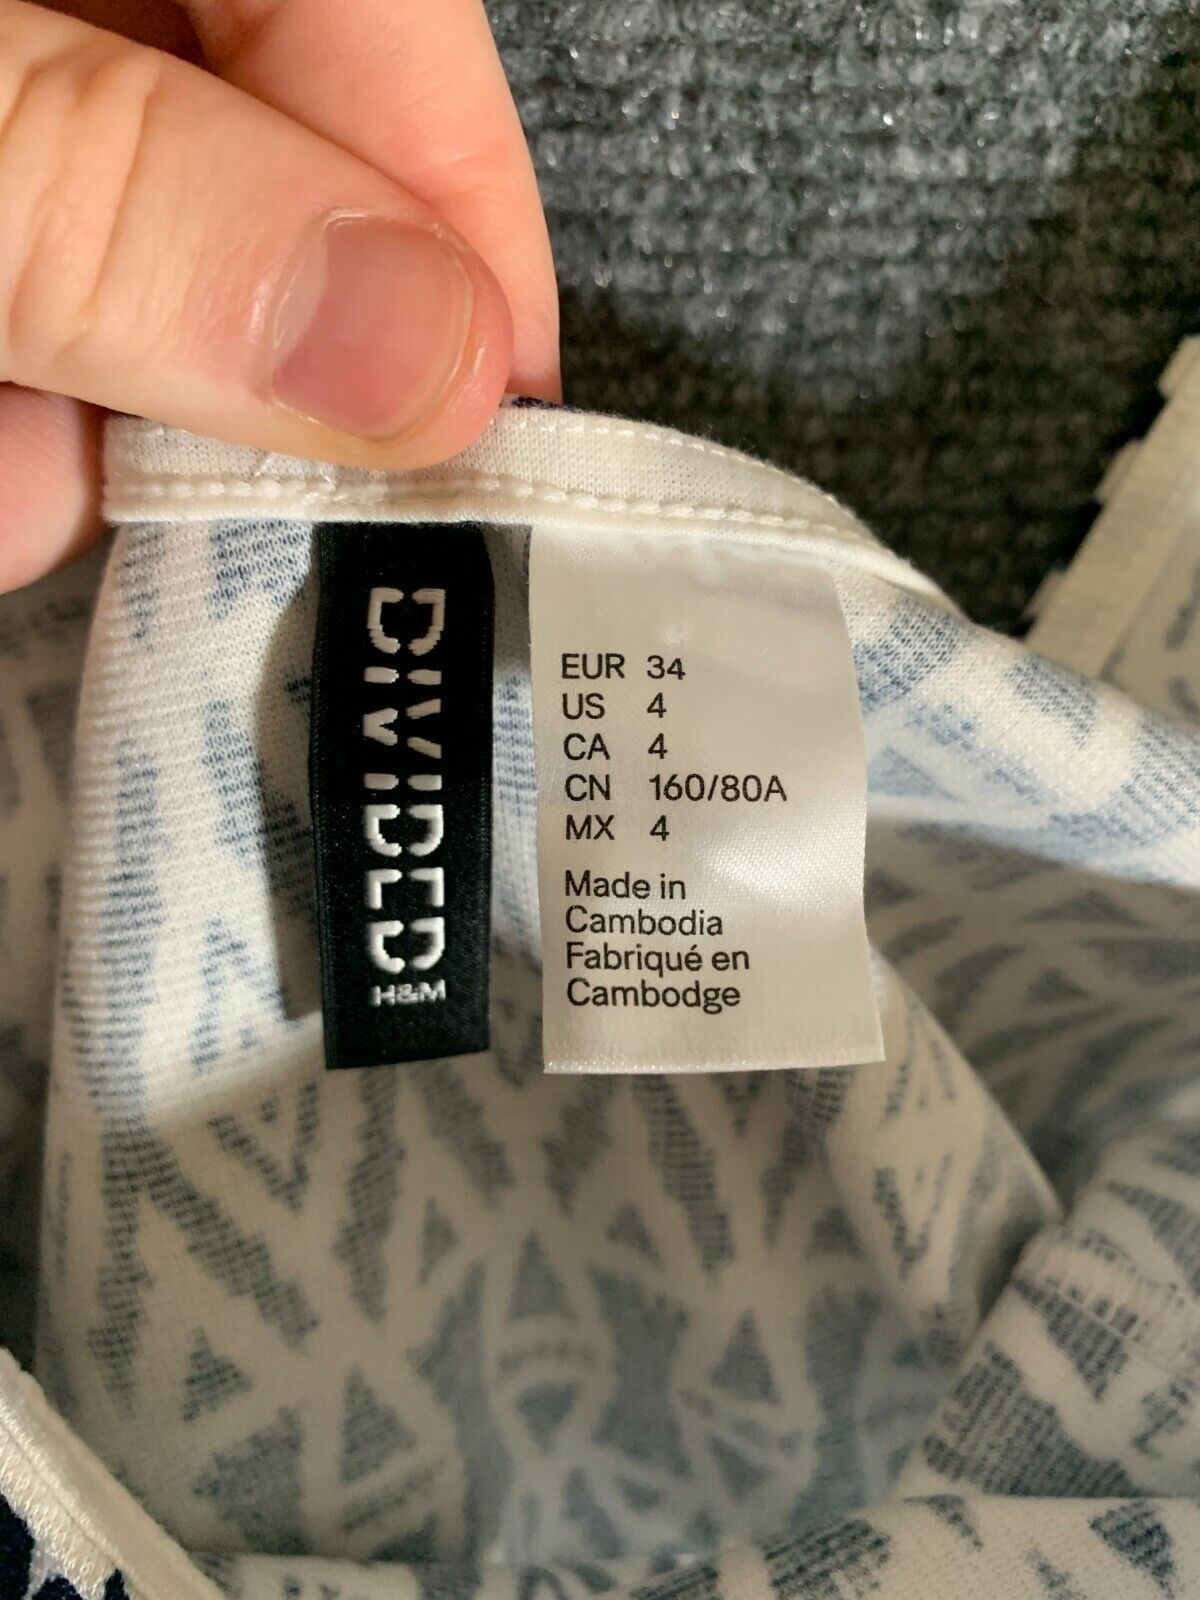 DIVIDED
H&M
EUR 34
US 4
CA 4
CN 160/80A
MX 4
Made in
Cambodia
Fabriqué en
Cambodge